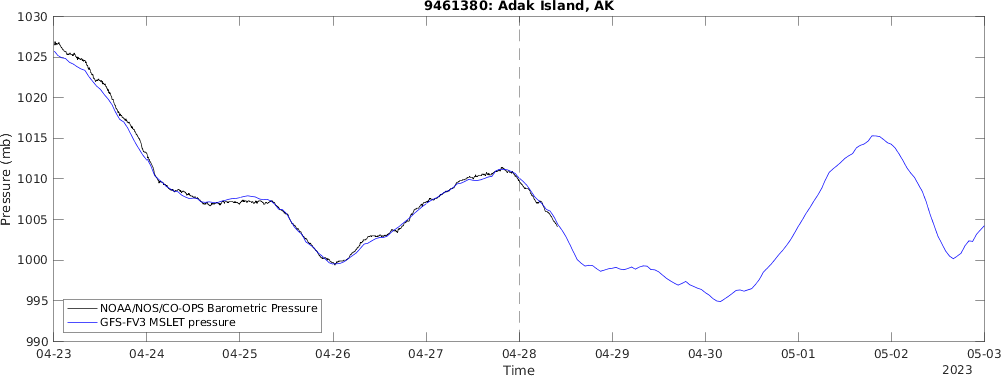 9461380: Adak Island, AK
1030
1025
1020
1015
1010
1005
1000
995
990
Pressure (mb)
NOAA/NOS/CO-OPS Barometric Pressure
GFS-FV3 MSLET pressure
04-23 04-24 04-25 04-26 04-27 04-28 04-29 04-30 05-01 05-02 05-03
Time
2023